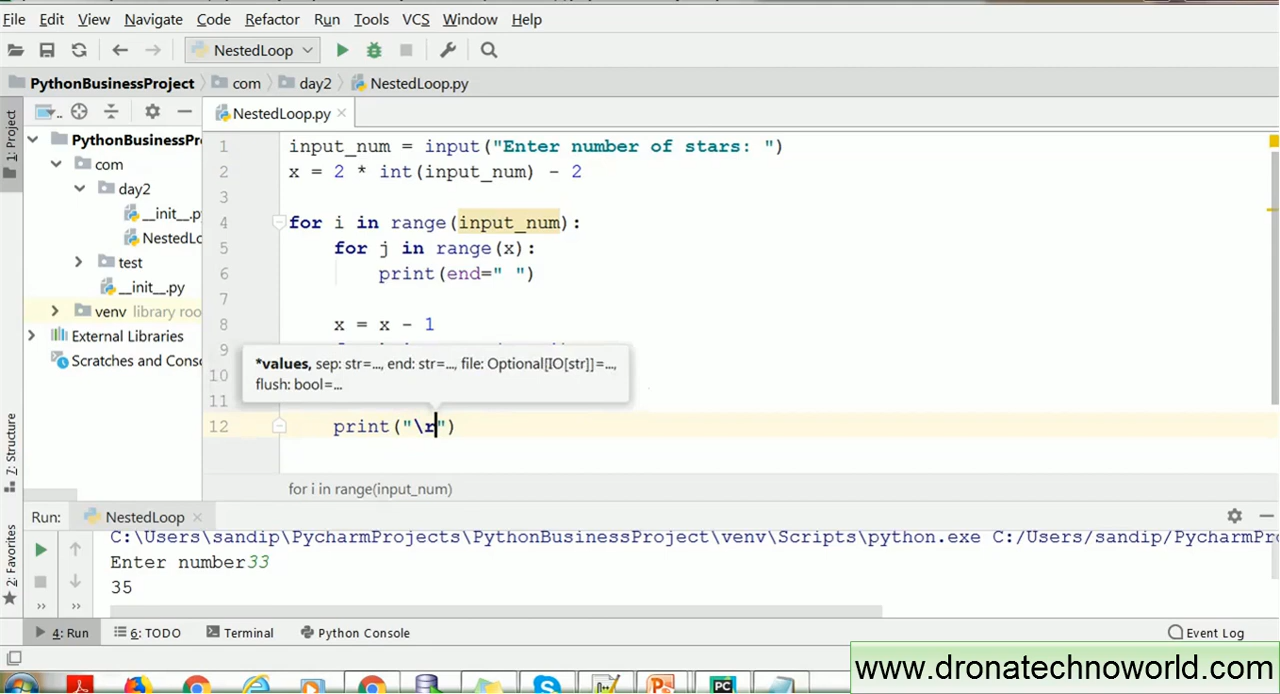 File Edit View Navigate Code Refactor Run Tools VCS Window Help
NestedLoop
PythonBusinessProject com day2 NestedLoop.py
1: Project
NestedLoop.py
PythonBusinessPr
com
day2
__init__.p
NestedLo
test
__init__.py
venv library roo
External Libraries
Scratches and Cons
1 input_num = input("Enter number of stars: ")
2 x = 2 * int(input_num) - 2
3
4 for i in range(input_num):
5 for j in range(x):
6 print(end=" ")
7
8 x = x - 1
9
*values, sep: str=..., end: str=..., file: Optional[IO[str]]=...,
flush: bool=...
10
11
12 print("\r")
for i in range(input_num)
7: Structure
2: Favorites
Run: NestedLoop
C:\Users\sandip\PycharmProjects\PythonBusinessProject\venv\Scripts\python.exe C:/Users/sandip/PycharmPro
Enter number33
35
4: Run 6: TODO Terminal Python Console Event Log
www.dronatechnoworld.com